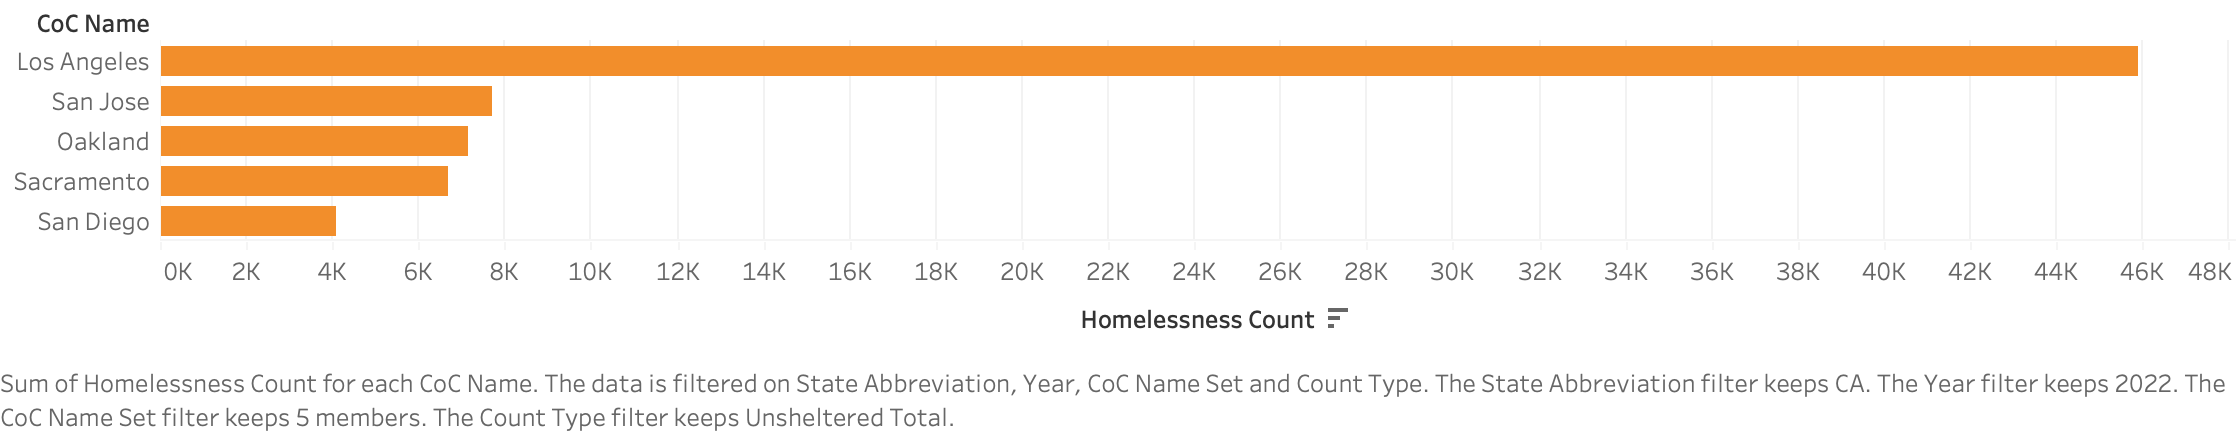 CoC Name
Los Angeles
San Jose
Oakland
Sacramento
San Diego
0K 2K 4K 6K 8K 10K 12K 14K 16K 18K 20K 22K 24K 26K 28K 30K 32K 34K 36K 38K 40K 42K 44K 46K 48K
Homelessness Count
Sum of Homelessness Count for each CoC Name. The data is filtered on State Abbreviation, Year, CoC Name Set and Count Type. The State Abbreviation filter keeps CA. The Year filter keeps 2022. The
CoC Name Set filter keeps 5 members. The Count Type filter keeps Unsheltered Total.